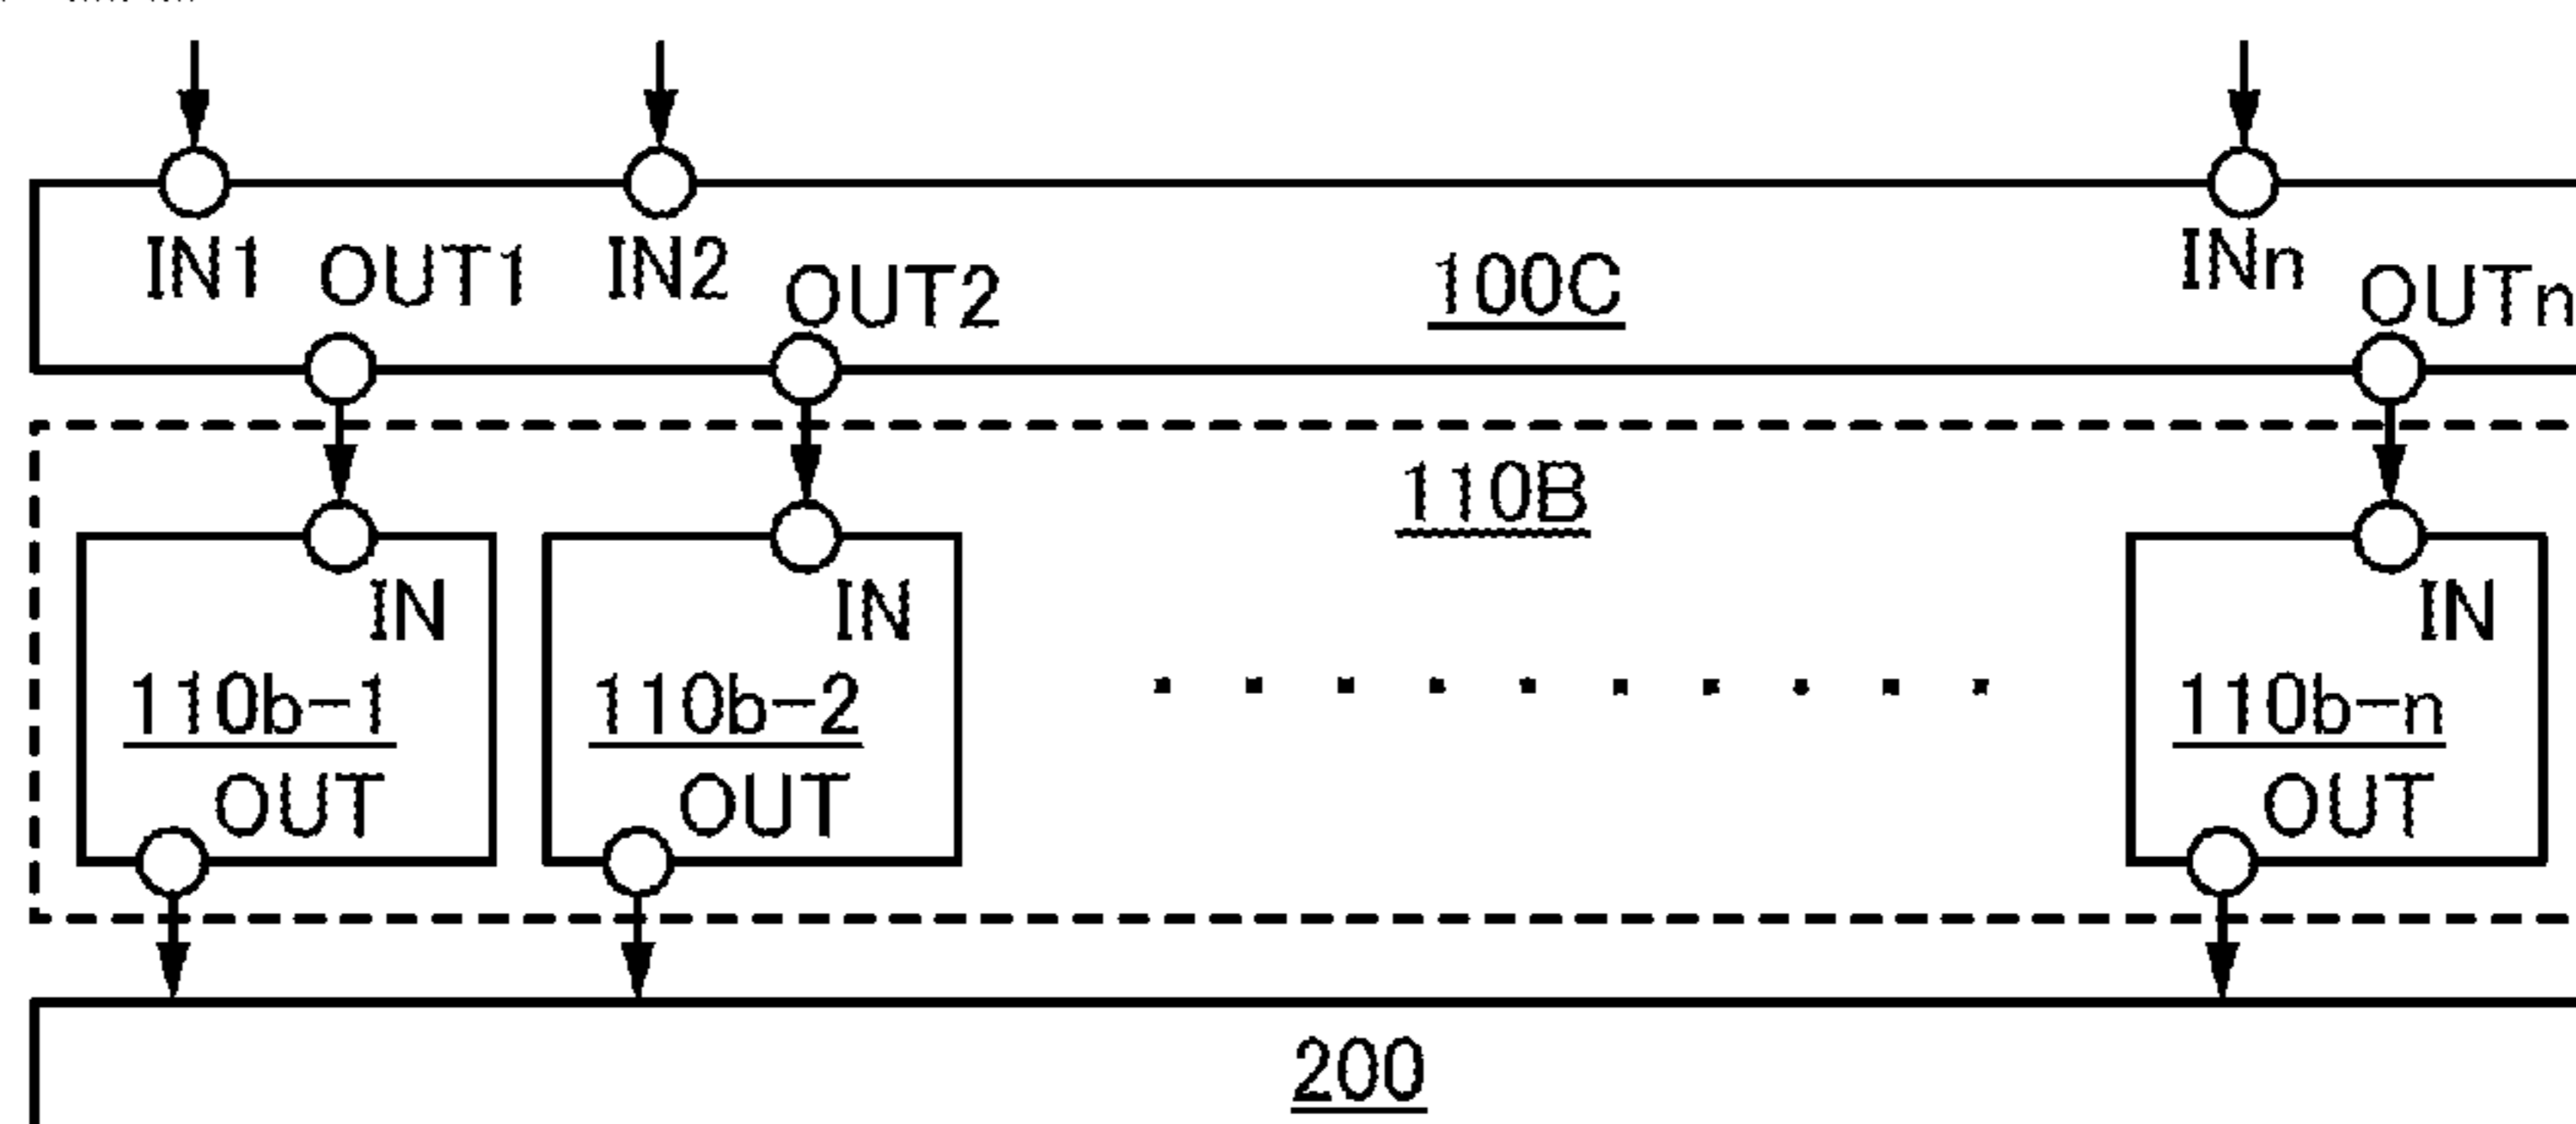 IN1 OUT1 IN2 OUT2 100C INn OUTn
110B
IN IN IN
110b-1 110b-2 110b-n
OUT OUT OUT
200